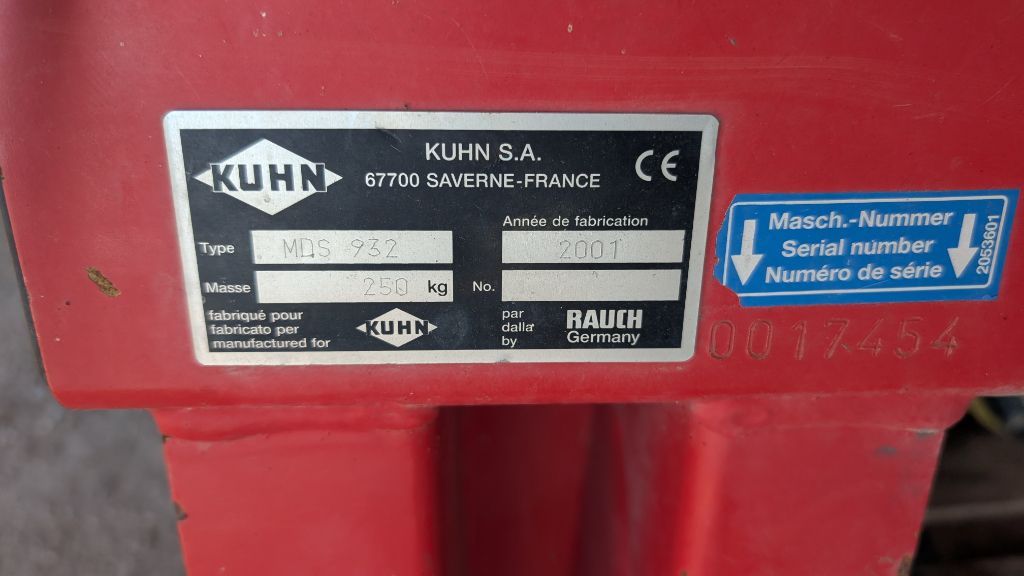 KUHN
KUHN S.A.
67700 SAVERNE-FRANCE
CE
Année de fabrication
Type MDS 932 2001
Masse 250 kg No.
fabriqué pour
fabricato per
manufactured for
KUHN
par
dalla
by
RAUCH
Germany
Masch.-Nummer
Serial number
Numéro de série
2053601
0017454